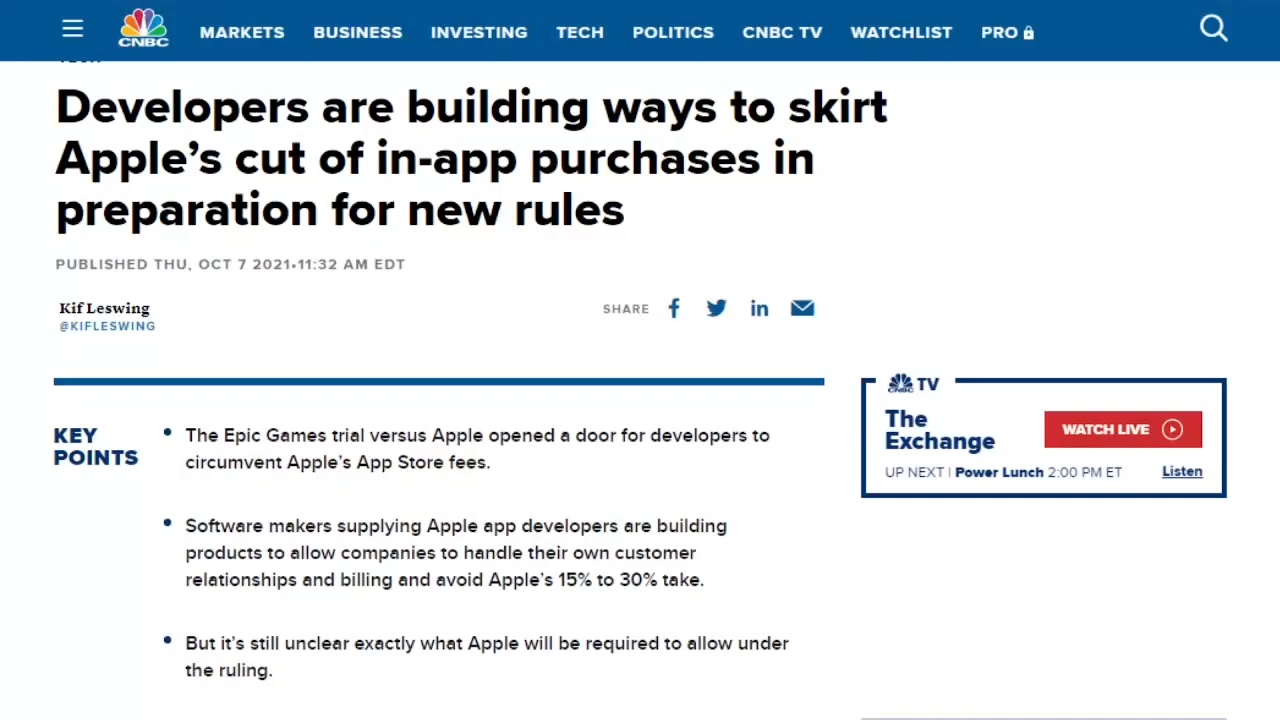 CNBC
MARKETS BUSINESS INVESTING TECH POLITICS CNBC TV WATCHLIST PRO
TECH
Developers are building ways to skirt
Apple's cut of in-app purchases in
preparation for new rules
PUBLISHED THU, OCT 7 2021•11:32 AM EDT
Kif Leswing
@KIFLESWING
SHARE
KEY
POINTS
• The Epic Games trial versus Apple opened a door for developers to
circumvent Apple's App Store fees.
• Software makers supplying Apple app developers are building
products to allow companies to handle their own customer
relationships and billing and avoid Apple's 15% to 30% take.
• But it's still unclear exactly what Apple will be required to allow under
the ruling.
CNBC TV
The
Exchange
WATCH LIVE
UP NEXT | Power Lunch 2:00 PM ET
Listen